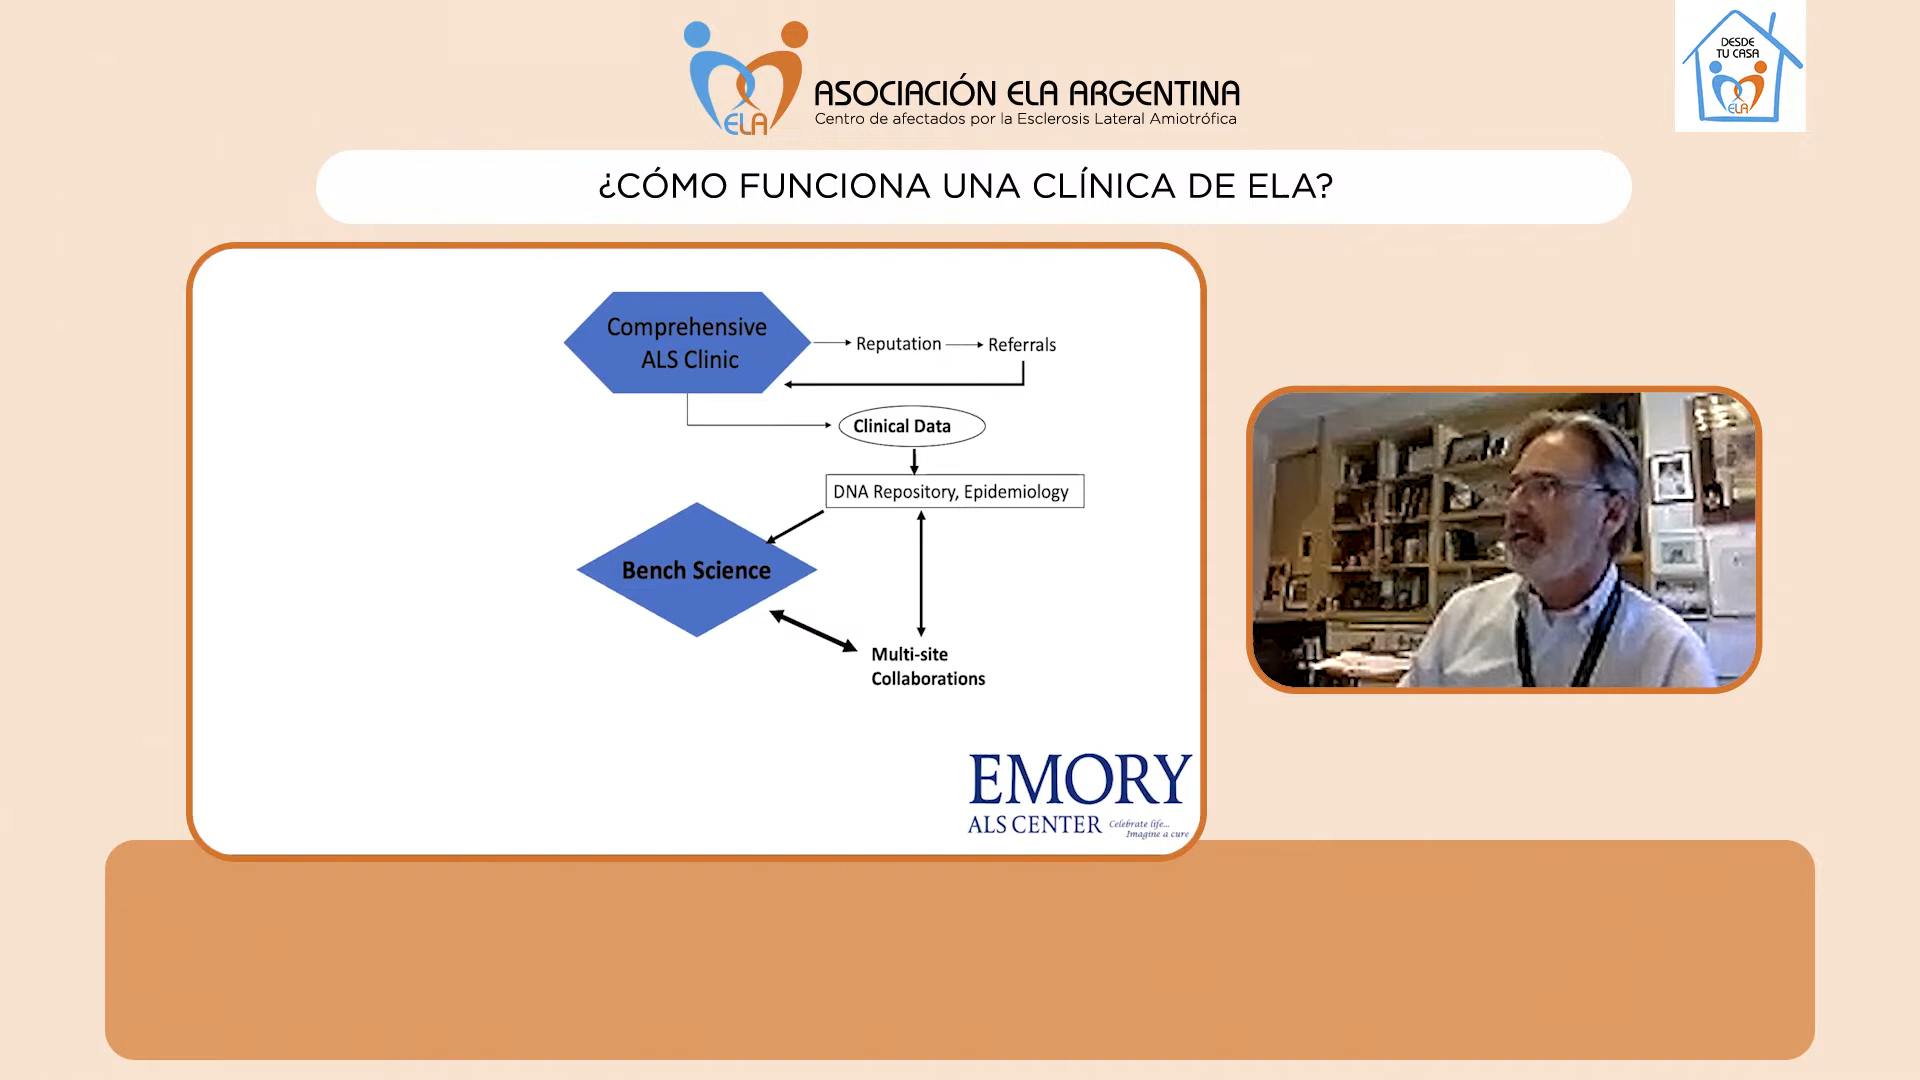 ELA
ASOCIACIÓN ELA ARGENTINA
Centro de afectados por la Esclerosis Lateral Amiotrófica
DESDE
TU CASA
ELA
¿CÓMO FUNCIONA UNA CLÍNICA DE ELA?
Comprehensive
ALS Clinic
Reputation
Referrals
Clinical Data
DNA Repository, Epidemiology
Bench Science
Multi-site
Collaborations
EMORY
ALS CENTER
Celebrate life...
Imagine a cure